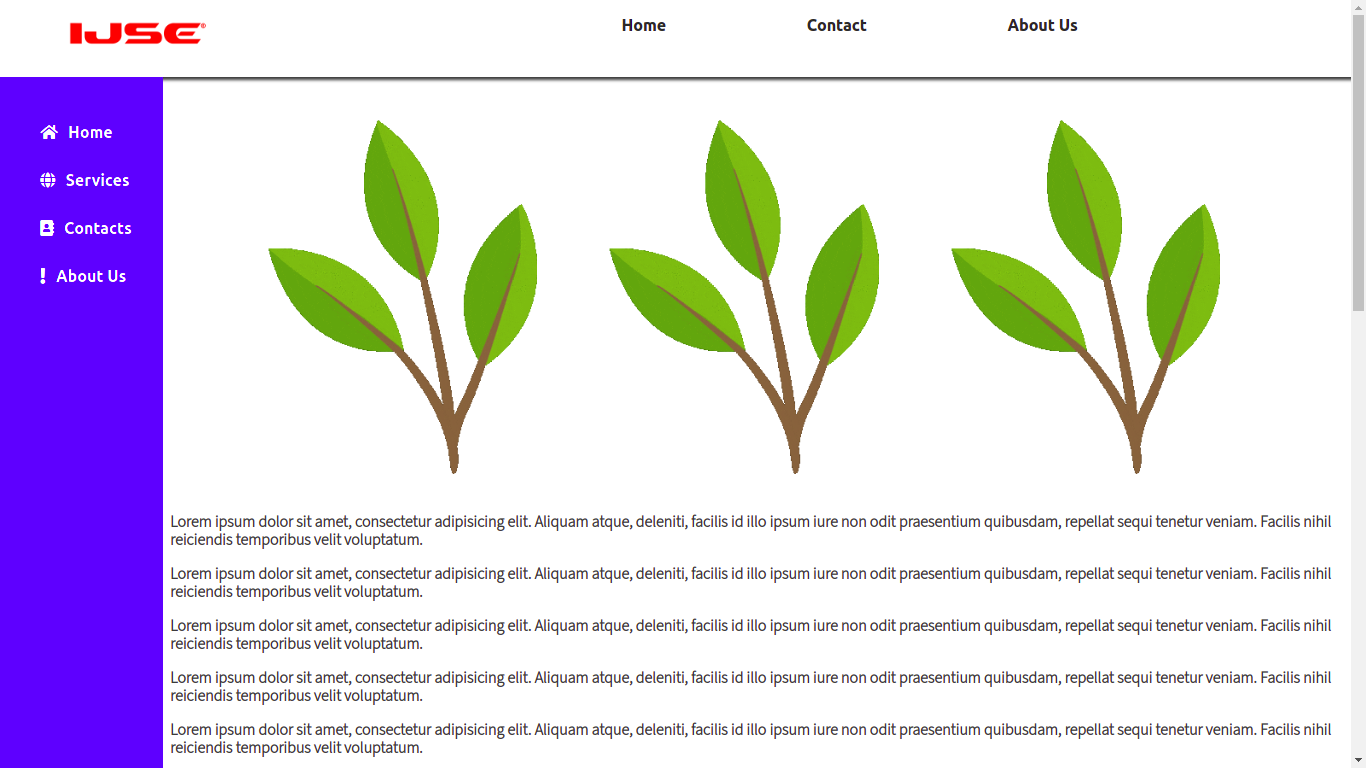 IJSE®
Home Contact About Us
Home
Services
Contacts
About Us
Lorem ipsum dolor sit amet, consectetur adipisicing elit. Aliquam atque, deleniti, facilis id illo ipsum iure non odit praesentium quibusdam, repellat sequi tenetur veniam. Facilis nihil
reiciendis temporibus velit voluptatum.
Lorem ipsum dolor sit amet, consectetur adipisicing elit. Aliquam atque, deleniti, facilis id illo ipsum iure non odit praesentium quibusdam, repellat sequi tenetur veniam. Facilis nihil
reiciendis temporibus velit voluptatum.
Lorem ipsum dolor sit amet, consectetur adipisicing elit. Aliquam atque, deleniti, facilis id illo ipsum iure non odit praesentium quibusdam, repellat sequi tenetur veniam. Facilis nihil
reiciendis temporibus velit voluptatum.
Lorem ipsum dolor sit amet, consectetur adipisicing elit. Aliquam atque, deleniti, facilis id illo ipsum iure non odit praesentium quibusdam, repellat sequi tenetur veniam. Facilis nihil
reiciendis temporibus velit voluptatum.
Lorem ipsum dolor sit amet, consectetur adipisicing elit. Aliquam atque, deleniti, facilis id illo ipsum iure non odit praesentium quibusdam, repellat sequi tenetur veniam. Facilis nihil
reiciendis temporibus velit voluptatum.